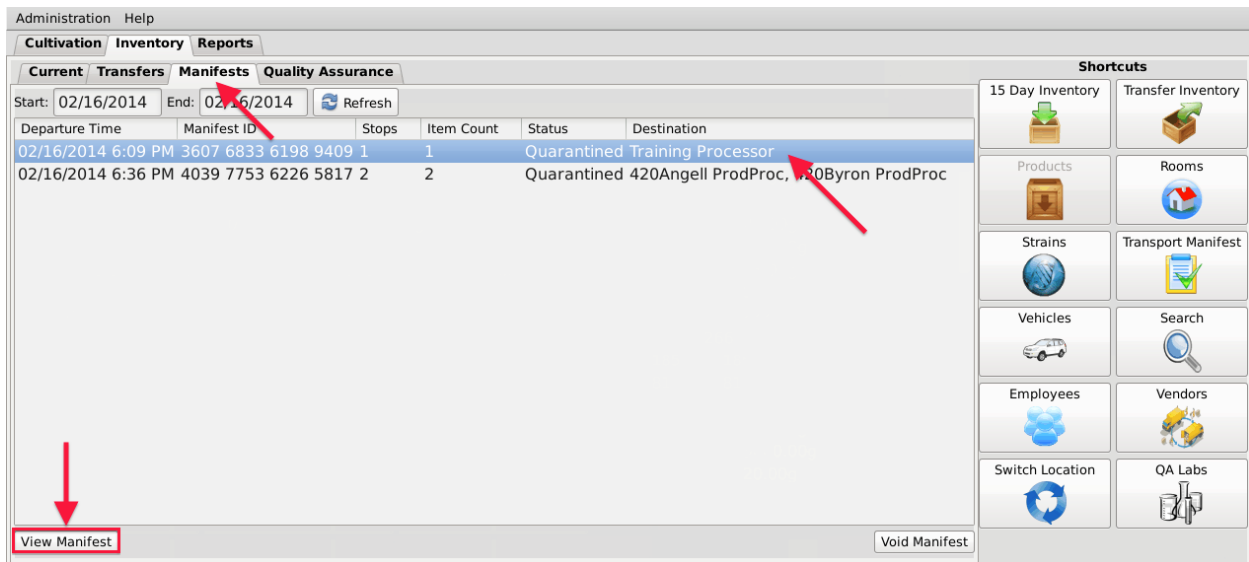 Administration Help
Cultivation Inventory Reports
Current Transfers Manifests Quality Assurance
Start: 02/16/2014 End: 02/16/2014 Refresh
Departure Time Manifest ID Stops Item Count Status Destination
02/16/2014 6:09 PM 3607 6833 6198 9409 1 1 Quarantined Training Processor
02/16/2014 6:36 PM 4039 7753 6226 5817 2 2 Quarantined 420Angell ProdProc, 420Byron ProdProc
View Manifest Void Manifest
Shortcuts
15 Day Inventory Transfer Inventory
Products Rooms
Strains Transport Manifest
Vehicles Search
Employees Vendors
Switch Location QA Labs